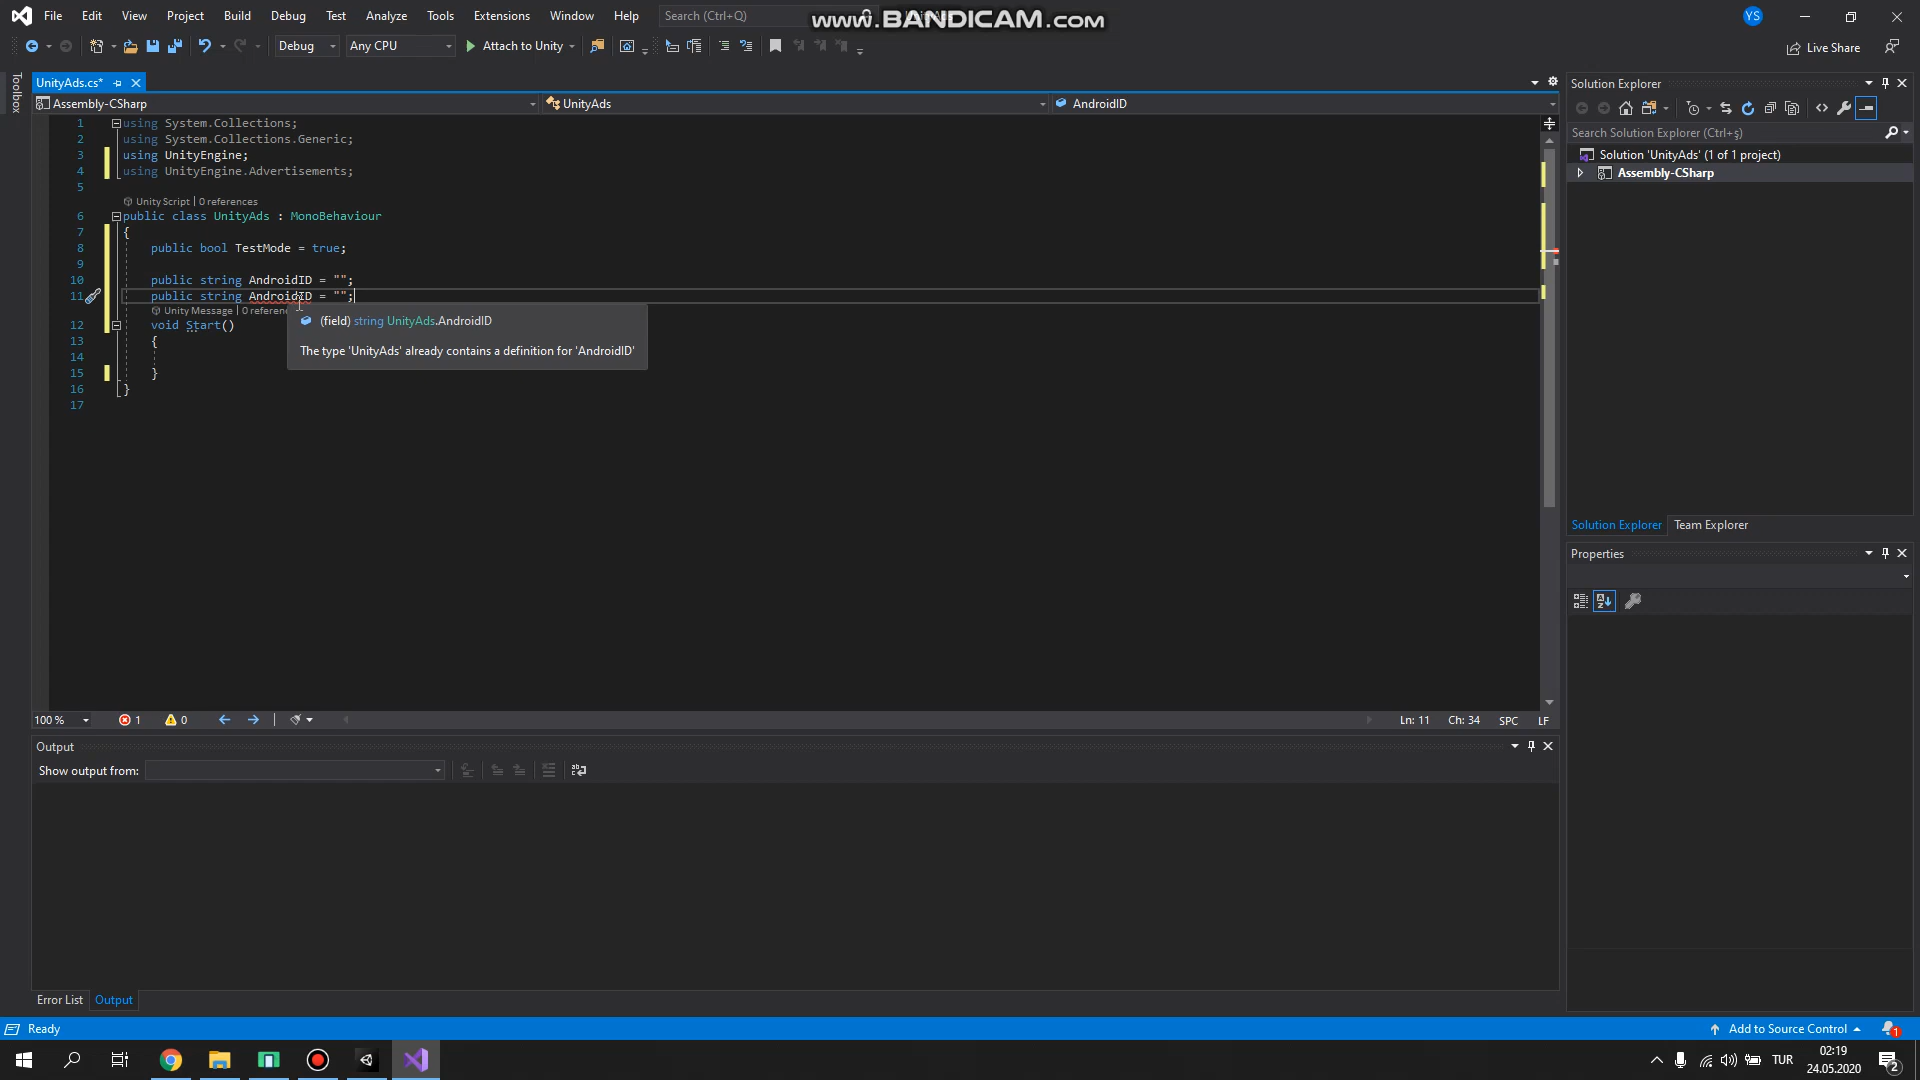 File Edit View Project Build Debug Test Analyze Tools Extensions Window Help Search (Ctrl+Q)
www.BANDICAM.com
YS
Debug Any CPU Attach to Unity Live Share
Toolbox
UnityAds.cs*
Assembly-CSharp UnityAds AndroidID
1 using System.Collections;
2 using System.Collections.Generic;
3 using UnityEngine;
4 using UnityEngine.Advertisements;
5
Unity Script | 0 references
6 public class UnityAds : MonoBehaviour
7 {
8 public bool TestMode = true;
9
10 public string AndroidID = "";
11 public string AndroidID = "";
Unity Message | 0 referenc
(field) string UnityAds.AndroidID
The type 'UnityAds' already contains a definition for 'AndroidID'
12 void Start()
13 {
14
15 }
16 }
17
100 % 1 0 Ln: 11 Ch: 34 SPC LF
Output
Show output from:
Error List Output
Solution Explorer
Search Solution Explorer (Ctrl+ş)
Solution 'UnityAds' (1 of 1 project)
Assembly-CSharp
Solution Explorer Team Explorer
Properties
Ready Add to Source Control 1
TUR 02:19
24.05.2020
2